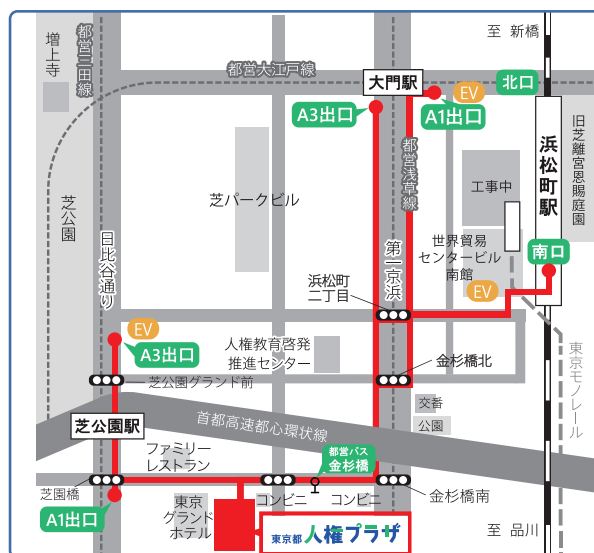 至 新橋
増上寺
都営三田線
都営大江戸線
大門駅
北口
EV
A3出口
A1出口
浜松町駅
旧芝離宮恩賜庭園
都営浅草線
工事中
芝パークビル
芝公園
日比谷通り
第一京浜
世界貿易
センタービル
南館
南口
EV
浜松町
二丁目
EV
A3出口
人権教育啓発
推進センター
金杉橋北
芝公園グランド前
東京モノレール
交番
公園
芝公園駅
首都高速都心環状線
ファミリー
レストラン
都営バス
金杉橋
芝園橋
コンビニ
コンビニ
金杉橋南
A1出口
東京
グランド
ホテル
東京都 人権プラザ
至 品川